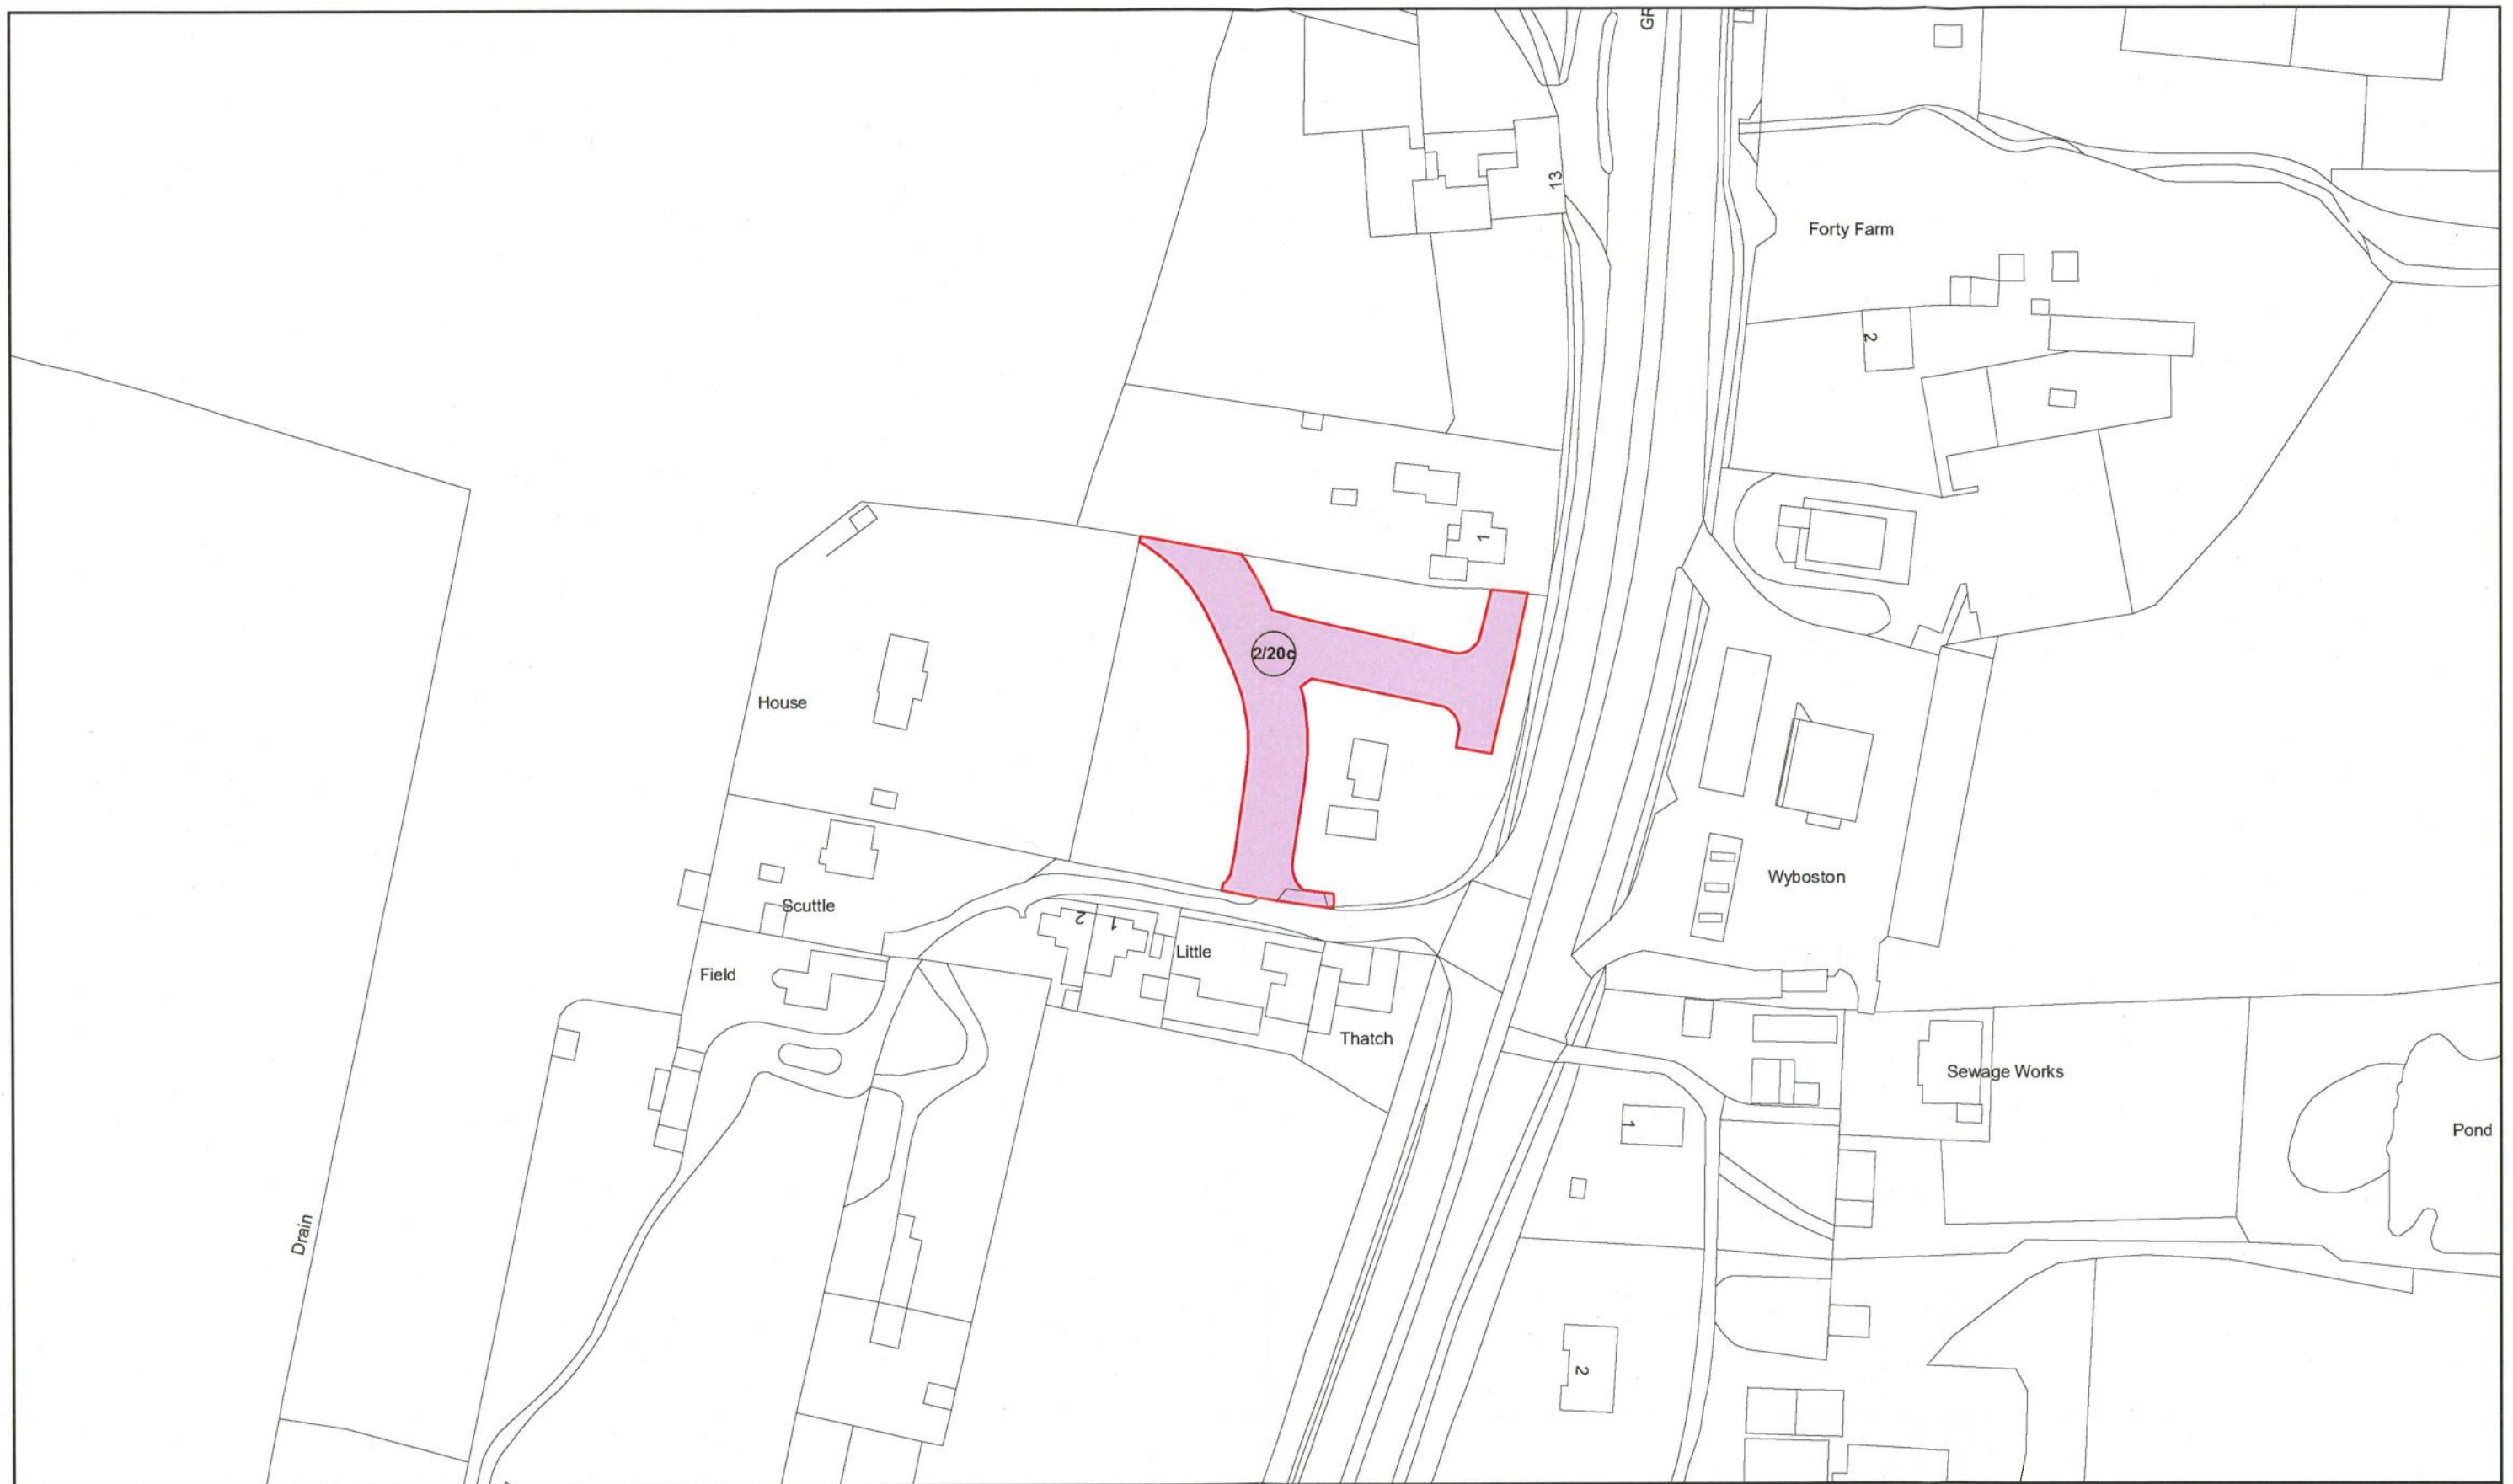 GR
13
Forty Farm
2
1
2/20c
House
Wyboston
Scuttle
2
1
Little
Field
Thatch
Sewage Works
1
Pond
Drain
2